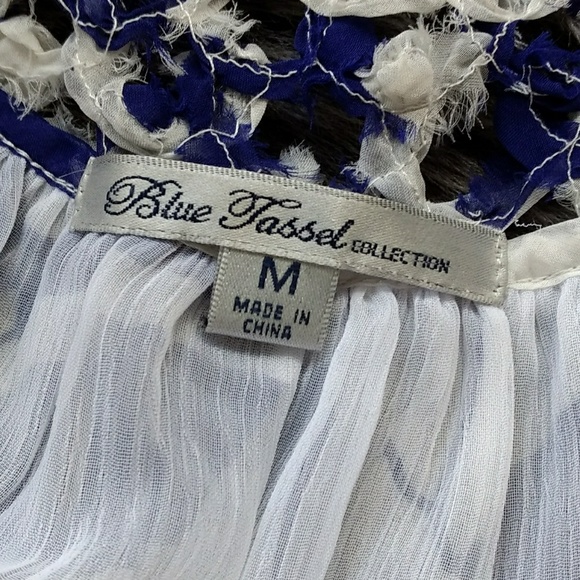 Blue Tassel COLLECTION
M
MADE IN
CHINA